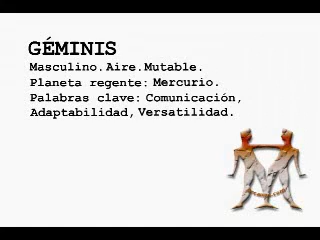 GÉMINIS
Masculino. Aire. Mutable.
Planeta regente: Mercurio.
Palabras clave: Comunicación,
Adaptabilidad, Versatilidad.